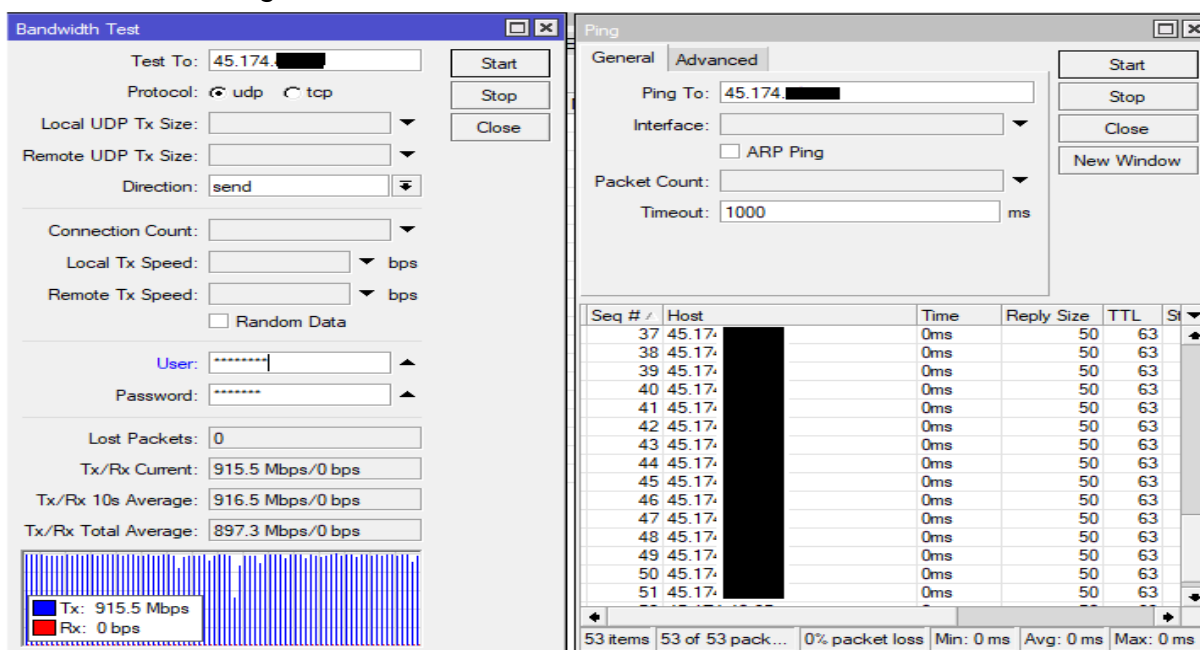 Bandwidth Test
Test To: 45.174.
Protocol: udp tcp
Local UDP Tx Size:
Remote UDP Tx Size:
Direction: send
Connection Count:
Local Tx Speed: bps
Remote Tx Speed: bps
Random Data
User: ********
Password: *******
Lost Packets: 0
Tx/Rx Current: 915.5 Mbps/0 bps
Tx/Rx 10s Average: 916.5 Mbps/0 bps
Tx/Rx Total Average: 897.3 Mbps/0 bps
Tx: 915.5 Mbps
Rx: 0 bps
Start
Stop
Close
Ping
General Advanced
Ping To: 45.174.
Interface:
ARP Ping
Packet Count:
Timeout: 1000 ms
Start
Stop
Close
New Window
Seq # Host Time Reply Size TTL St
37 45.174 0ms 50 63
38 45.174 0ms 50 63
39 45.174 0ms 50 63
40 45.174 0ms 50 63
41 45.174 0ms 50 63
42 45.174 0ms 50 63
43 45.174 0ms 50 63
44 45.174 0ms 50 63
45 45.174 0ms 50 63
46 45.174 0ms 50 63
47 45.174 0ms 50 63
48 45.174 0ms 50 63
49 45.174 0ms 50 63
50 45.174 0ms 50 63
51 45.174 0ms 50 63
53 items 53 of 53 pack... 0% packet loss Min: 0 ms Avg: 0 ms Max: 0 ms